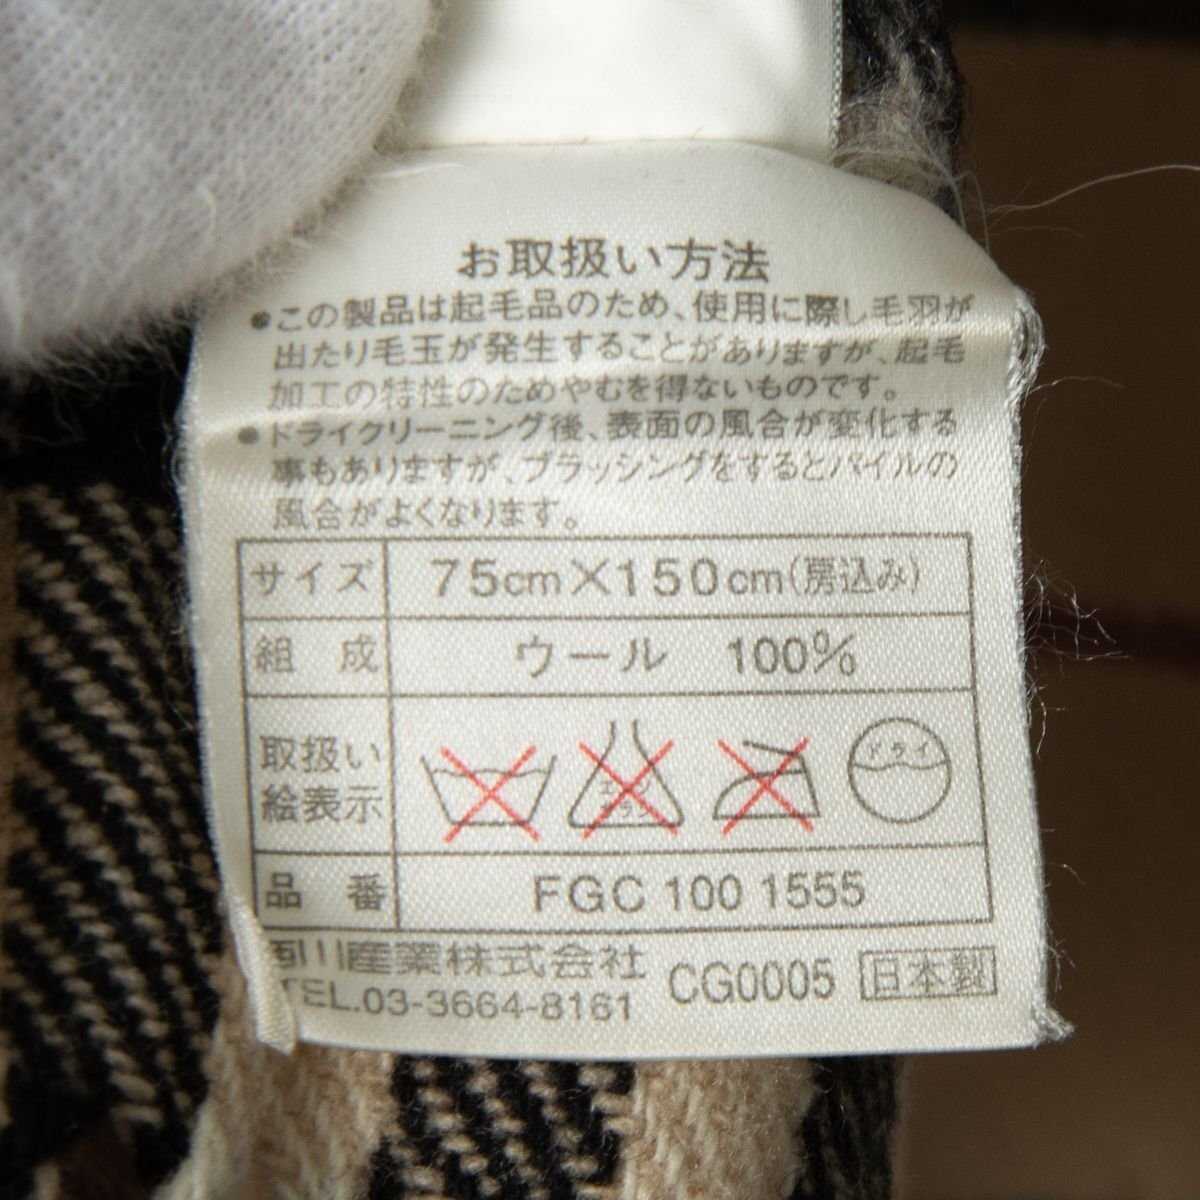 お取扱い方法
●この製品は起毛品のため、使用に際し毛羽が
出たり毛玉が発生することがありますが、起毛
加工の特性のためやむを得ないものです。
●ドライクリーニング後、表面の風合が変化する
事もありますが、ブラッシングをするとパイルの
風合がよくなります。
サイズ 75cm×150cm(房込み)
組成 ウール 100%
取扱い
絵表示
エンソ
サラシ
ドライ
品番 FGC 100 1555
西川産業株式会社
TEL.03-3664-8161 CG0005 日本製